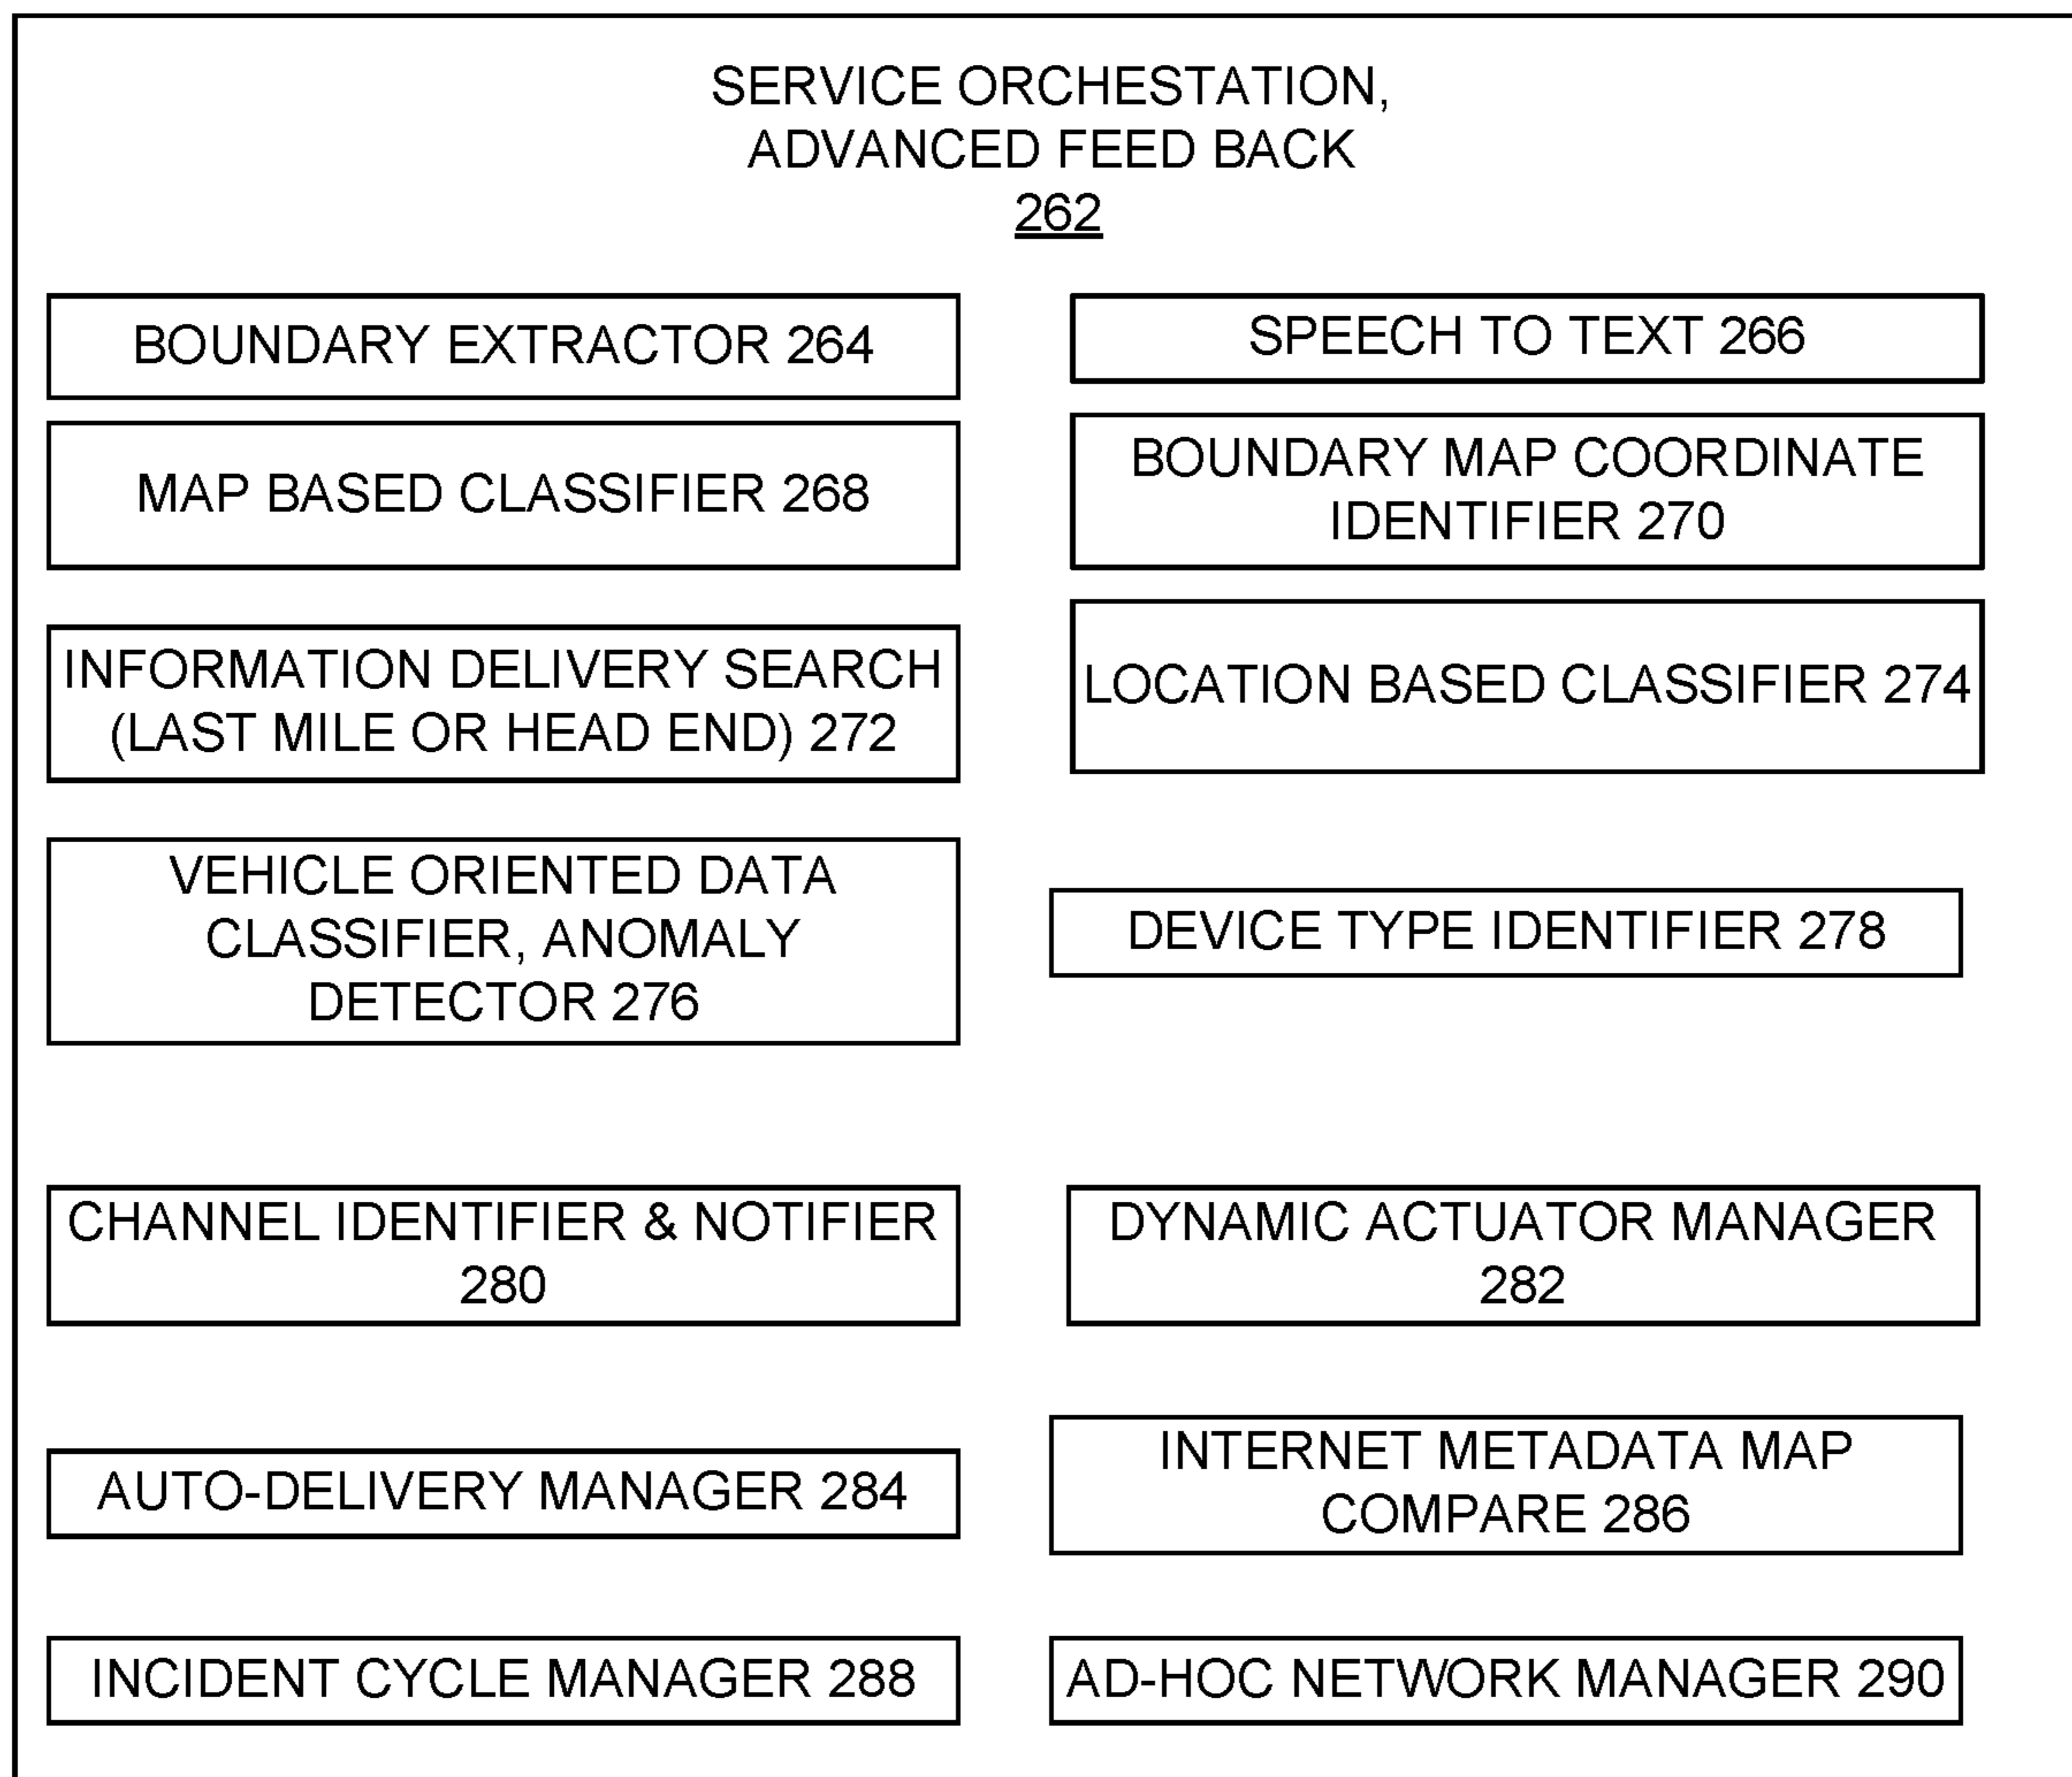 SERVICE ORCHESTATION,
ADVANCED FEED BACK
262
BOUNDARY EXTRACTOR 264
SPEECH TO TEXT 266
MAP BASED CLASSIFIER 268
BOUNDARY MAP COORDINATE
IDENTIFIER 270
INFORMATION DELIVERY SEARCH
(LAST MILE OR HEAD END) 272
LOCATION BASED CLASSIFIER 274
VEHICLE ORIENTED DATA
CLASSIFIER, ANOMALY
DETECTOR 276
DEVICE TYPE IDENTIFIER 278
CHANNEL IDENTIFIER & NOTIFIER
280
DYNAMIC ACTUATOR MANAGER
282
AUTO-DELIVERY MANAGER 284
INTERNET METADATA MAP
COMPARE 286
INCIDENT CYCLE MANAGER 288
AD-HOC NETWORK MANAGER 290